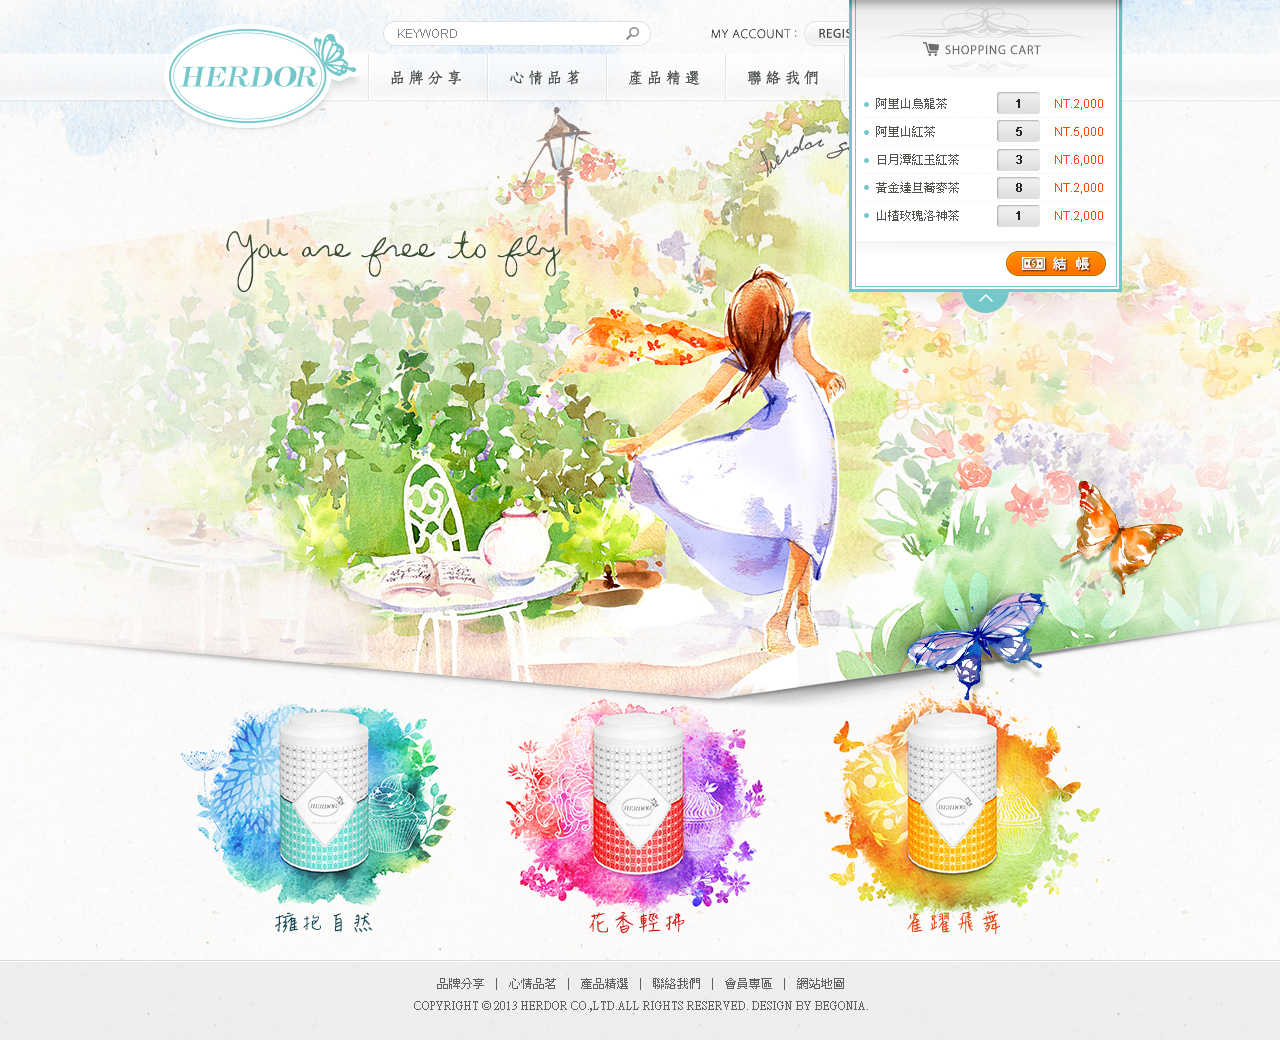 KEYWORD
MY ACCOUNT :
REGIS
SHOPPING CART
HERDOR
品牌分享
心情品茗
產品精選
聯絡我們
阿里山烏龍茶 1 NT.2,000
阿里山紅茶 5 NT.5,000
日月潭紅玉紅茶 3 NT.6,000
黃金達旦蕎麥茶 8 NT.2,000
山楂玫瑰洛神茶 1 NT.2,000
結帳
herdor
You are free to fly
HERDOR
HERDOR
HERDOR
擁抱自然
花香輕拂
雀躍飛舞
品牌分享 | 心情品茗 | 產品精選 | 聯絡我們 | 會員專區 | 網站地圖
COPYRIGHT © 2013 HERDOR CO.,LTD.ALL RIGHTS RESERVED. DESIGN BY BEGONIA.